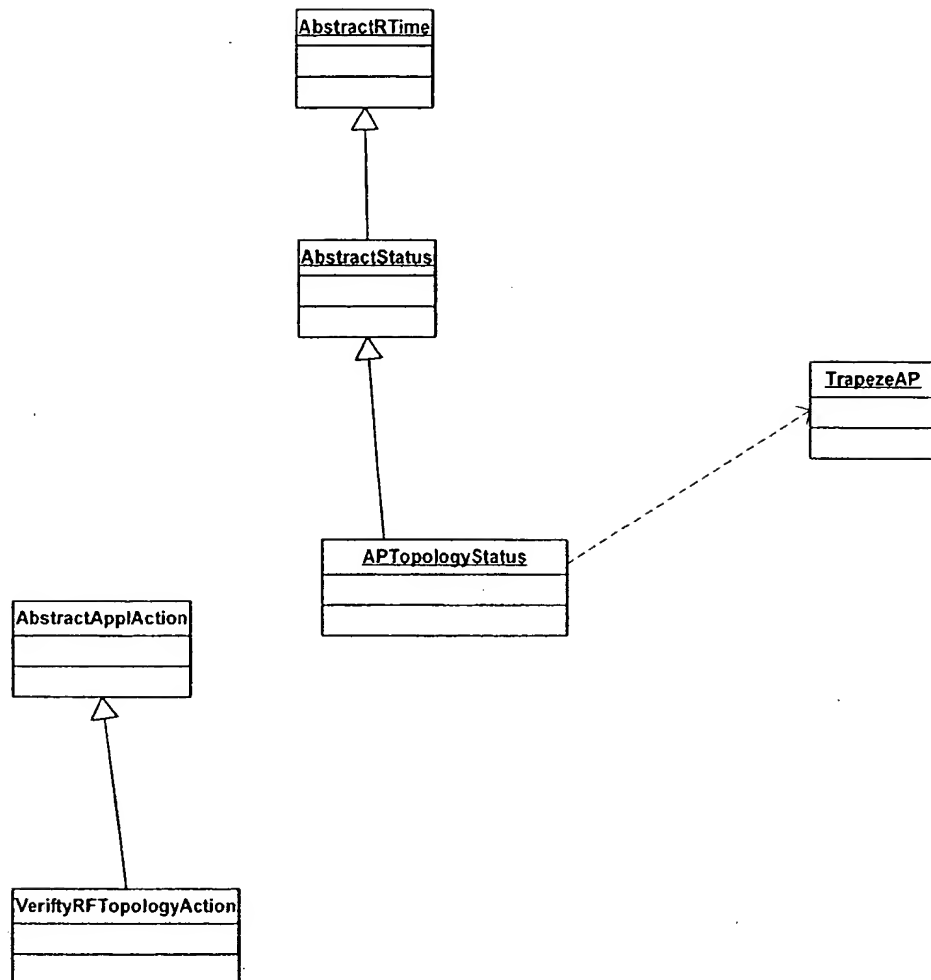 AbstractRTime
AbstractStatus
TrapezeAP
APTopologyStatus
AbstractApplAction
VeriftyRFTopologyAction